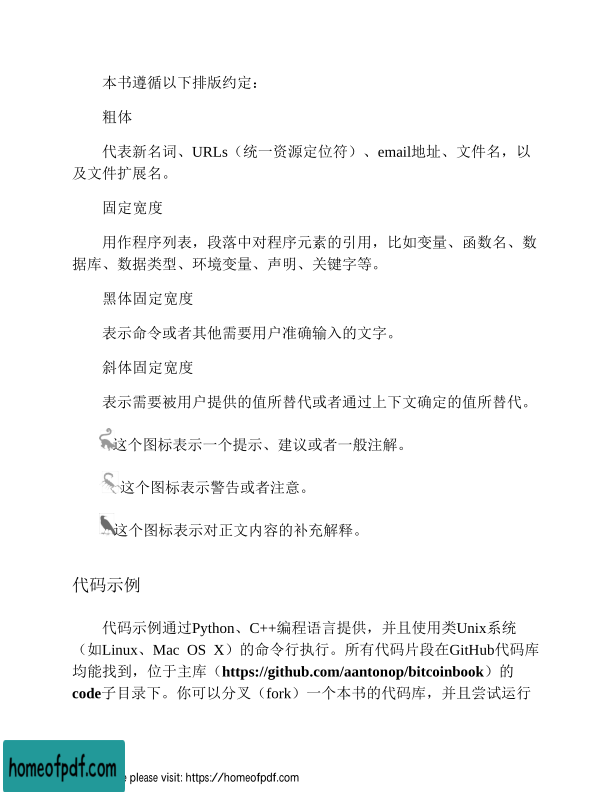 本书遵循以下排版约定：
粗体
代表新名词、URLs（统一资源定位符）、email地址、文件名，以
及文件扩展名。
固定宽度
用作程序列表，段落中对程序元素的引用，比如变量、函数名、数
据库、数据类型、环境变量、声明、关键字等。
黑体固定宽度
表示命令或者其他需要用户准确输入的文字。
斜体固定宽度
表示需要被用户提供的值所替代或者通过上下文确定的值所替代。
这个图标表示一个提示、建议或者一般注解。
这个图标表示警告或者注意。
这个图标表示对正文内容的补充解释。
代码示例
代码示例通过Python、C++编程语言提供，并且使用类Unix系统
（如Linux、Mac OS X）的命令行执行。所有代码片段在GitHub代码库
均能找到，位于主库（https://github.com/aantonop/bitcoinbook）的
code子目录下。你可以分叉（fork）一个本书的代码库，并且尝试运行
homeofpdf.com
please visit: https://homeofpdf.com